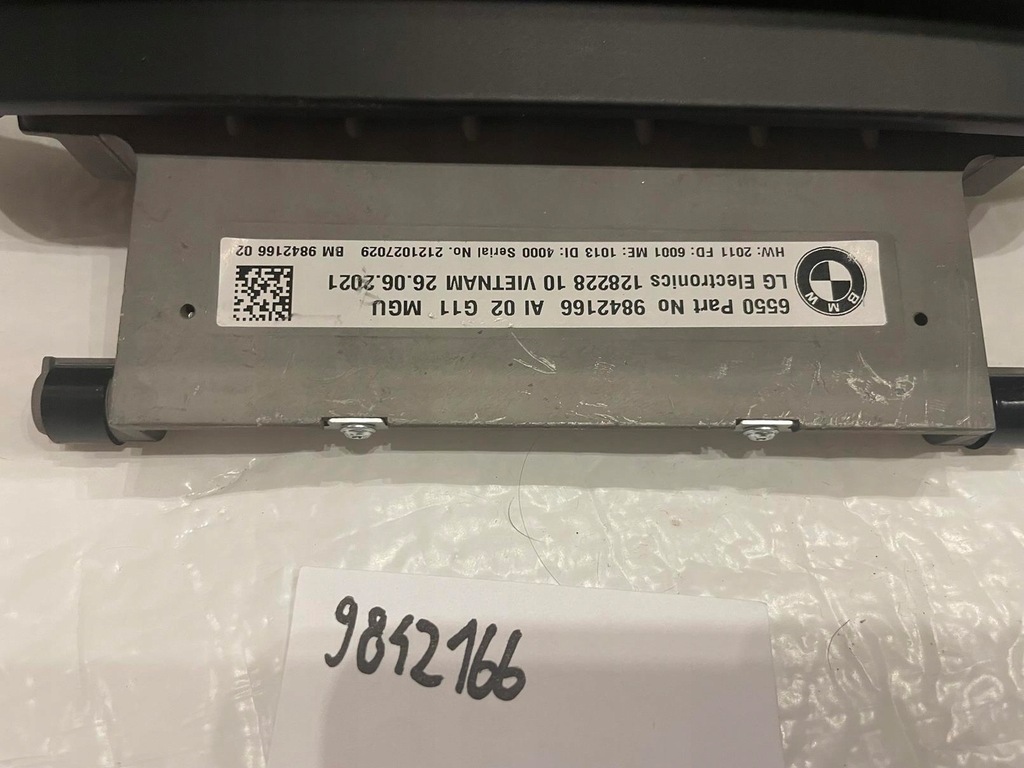 6550 Part No 9842166 AI 02 G11 MGU
LG Electronics 128228 10 VIETNAM 26.06.2021
HW: 2011 FD: 6001 ME: 1013 DI: 4000 Serial No. 2121027029 BM 9842166 02
BMW
9842166